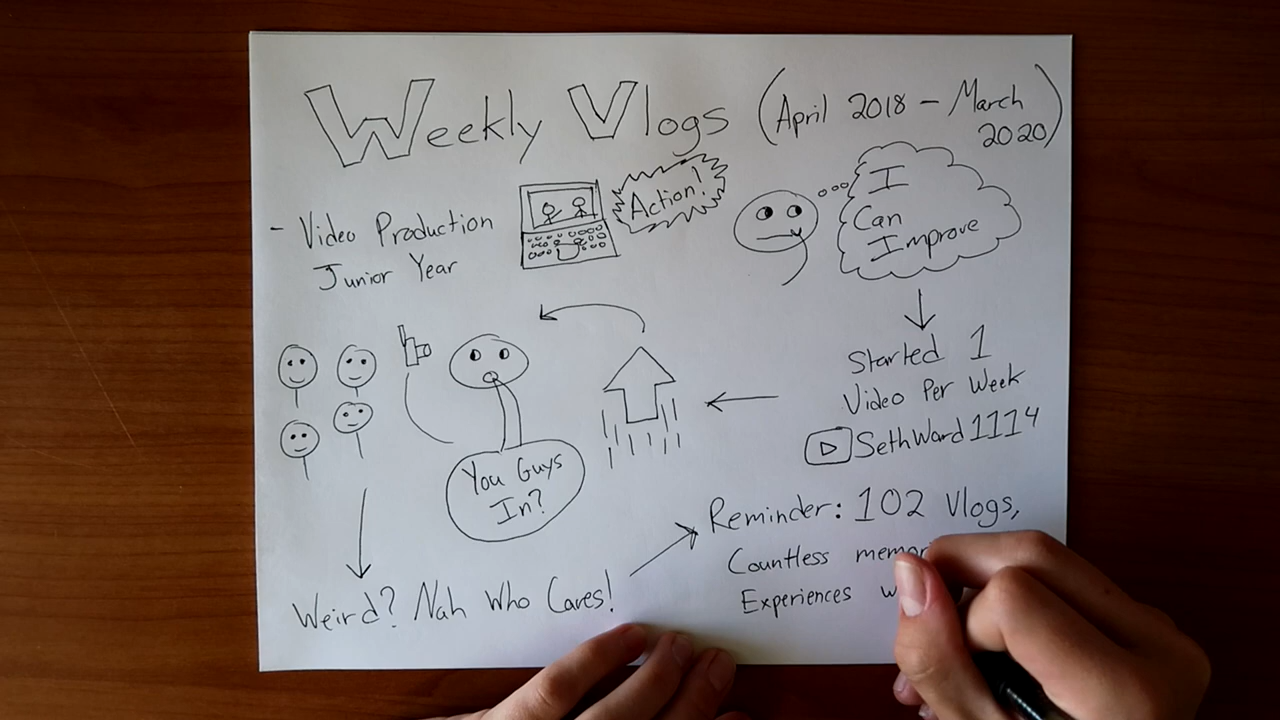 Weekly Vlogs (April 2018 - March 2020)
- Video Production
Junior Year
Action!
I
Can
Improve
Started 1
Video Per Week
SethWard1114
You Guys
In?
Weird? Nah Who Cares!
Reminder: 102 Vlogs,
Countless
Experiences